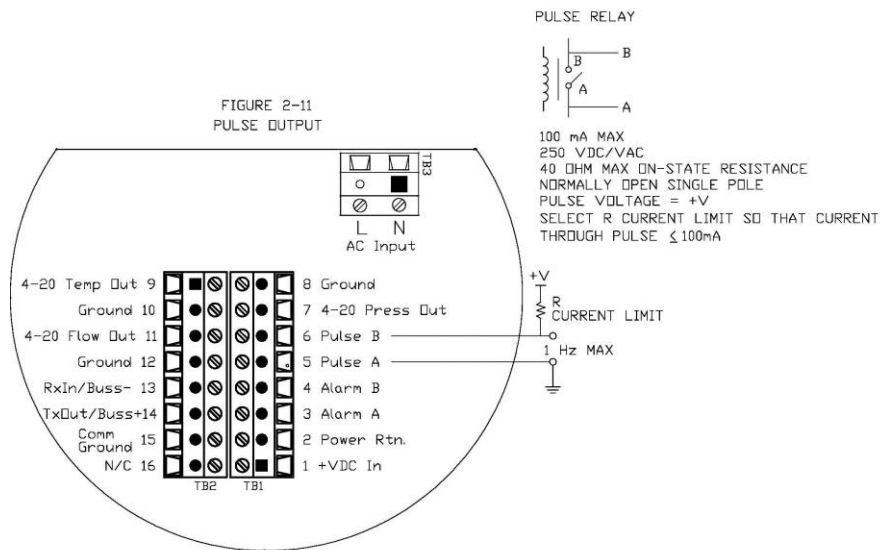 PULSE RELAY
B
B
A
A
100 mA MAX
250 VDC/VAC
40 OHM MAX ON-STATE RESISTANCE
NORMALLY OPEN SINGLE POLE
PULSE VOLTAGE = +V
SELECT R CURRENT LIMIT SO THAT CURRENT
THROUGH PULSE ≤ 100mA
FIGURE 2-11
PULSE OUTPUT
TB3
L N
AC Input
4-20 Temp Out 9
Ground 10
4-20 Flow Out 11
Ground 12
RxIn/Buss- 13
TxOut/Buss+14
Comm
Ground 15
N/C 16
TB2 TB1
8 Ground
7 4-20 Press Out
6 Pulse B
5 Pulse A
4 Alarm B
3 Alarm A
2 Power Rtn.
1 +VDC In
+V
R
CURRENT LIMIT
1 Hz MAX